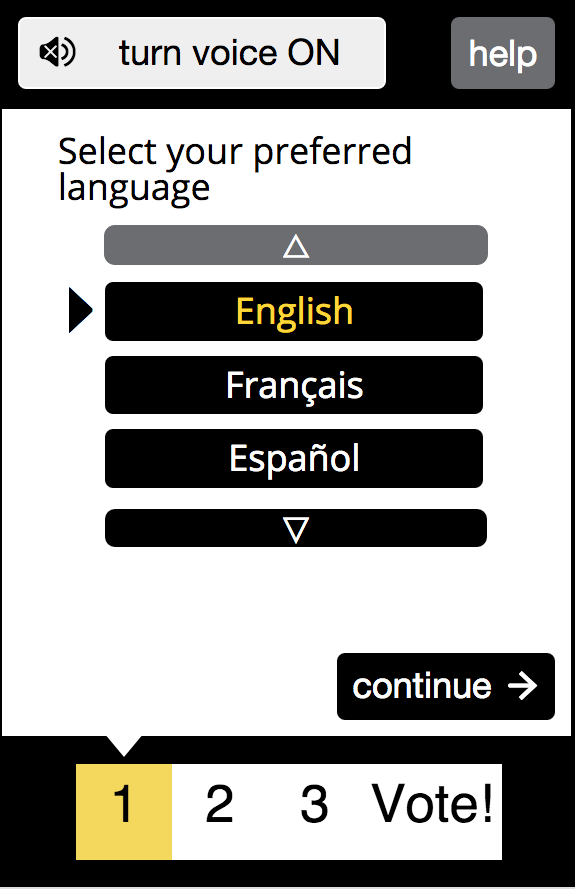 turn voice ON
help
Select your preferred
language
English
Français
Español
continue →
1 2 3 Vote!